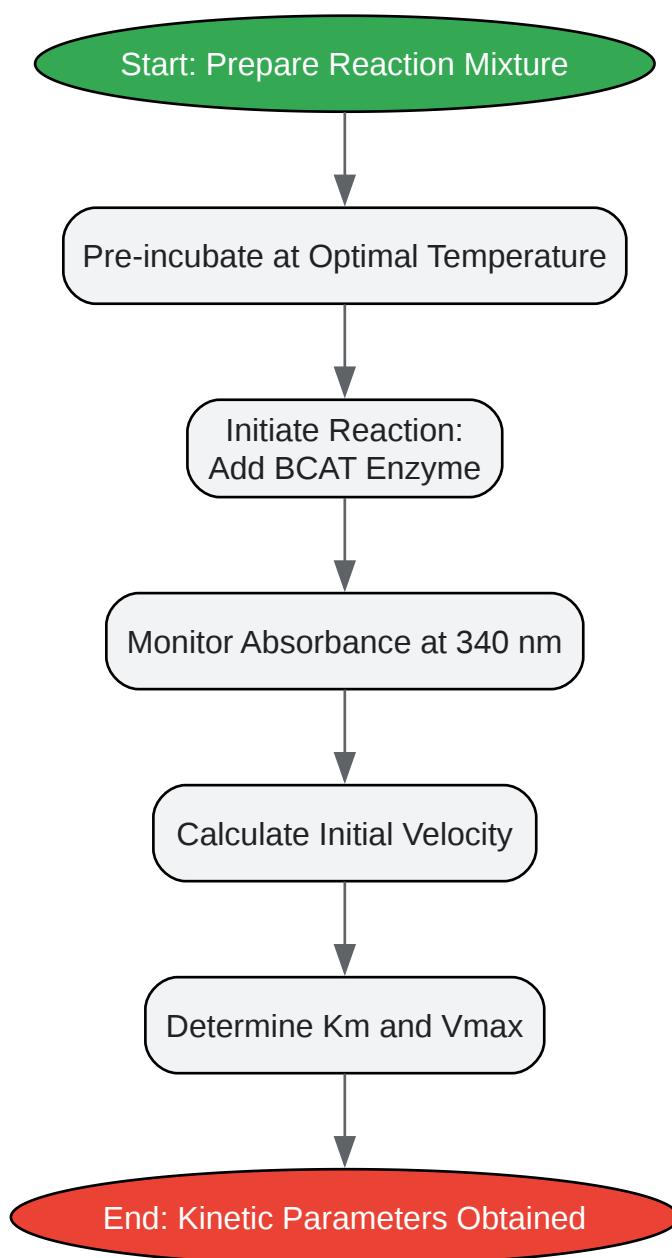 Start: Prepare Reaction Mixture
Pre-incubate at Optimal Temperature
Initiate Reaction:
Add BCAT Enzyme
Monitor Absorbance at 340 nm
Calculate Initial Velocity
Determine Km and Vmax
End: Kinetic Parameters Obtained